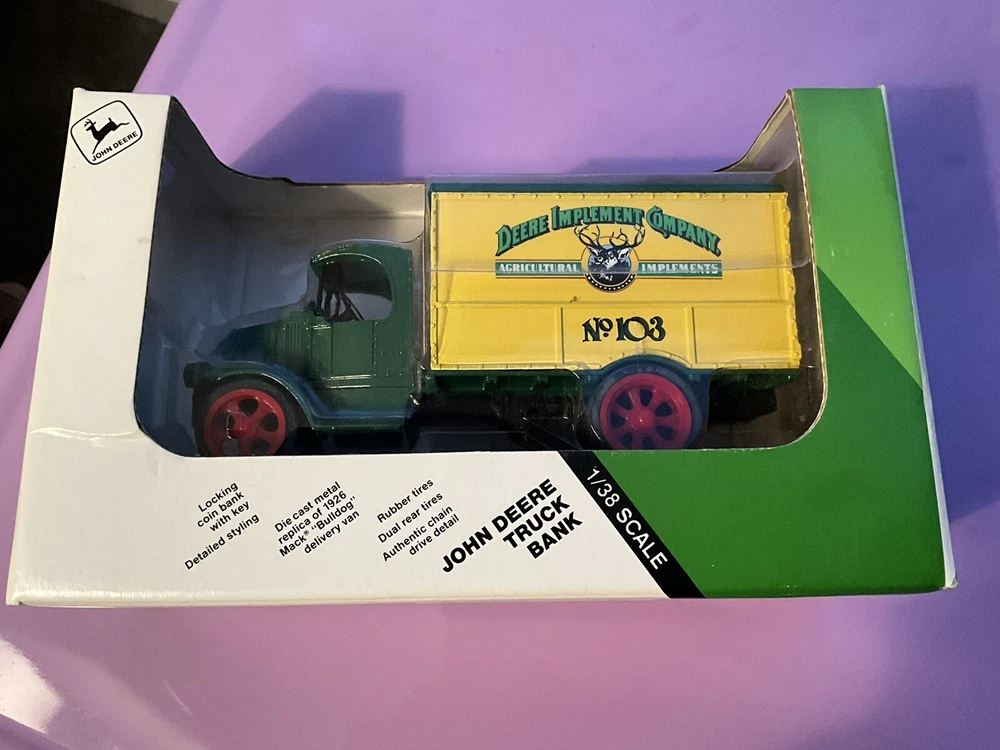 JOHN DEERE
DEERE IMPLEMENT COMPANY.
AGRICULTURAL IMPLEMENTS
No 103
Locking
coin bank
with key
Detailed styling
Die cast metal
replica of 1926
Mack® "Bulldog"
delivery van
Rubber tires
Dual rear tires
Authentic chain
drive detail
JOHN DEERE
TRUCK
BANK
1/38 SCALE